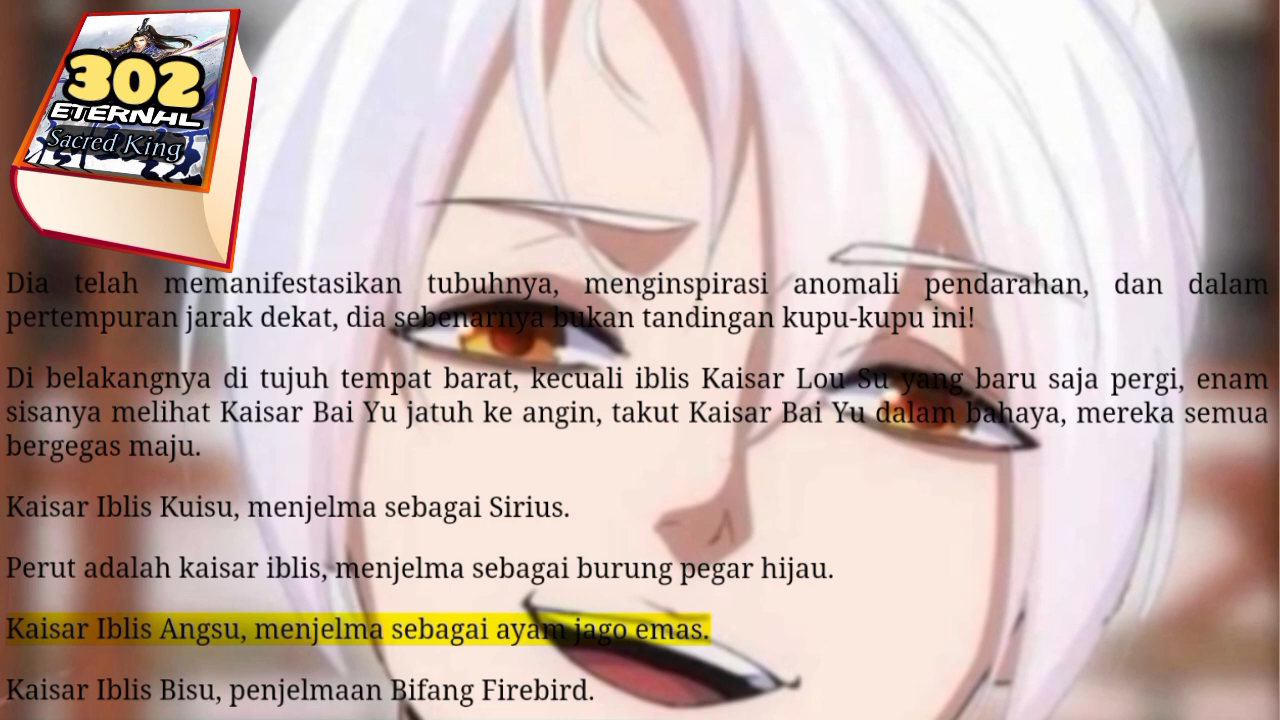 302
ETERNAL
Sacred King
Dia telah memanifestasikan tubuhnya, menginspirasi anomali pendarahan, dan dalam
pertempuran jarak dekat, dia sebenarnya bukan tandingan kupu-kupu ini!
Di belakangnya di tujuh tempat barat, kecuali iblis Kaisar Lou Su yang baru saja pergi, enam
sisanya melihat Kaisar Bai Yu jatuh ke angin, takut Kaisar Bai Yu dalam bahaya, mereka semua
bergegas maju.
Kaisar Iblis Kuisu, menjelma sebagai Sirius.
Perut adalah kaisar iblis, menjelma sebagai burung pegar hijau.
Kaisar Iblis Angsu, menjelma sebagai ayam jago emas.
Kaisar Iblis Bisu, penjelmaan Bifang Firebird.